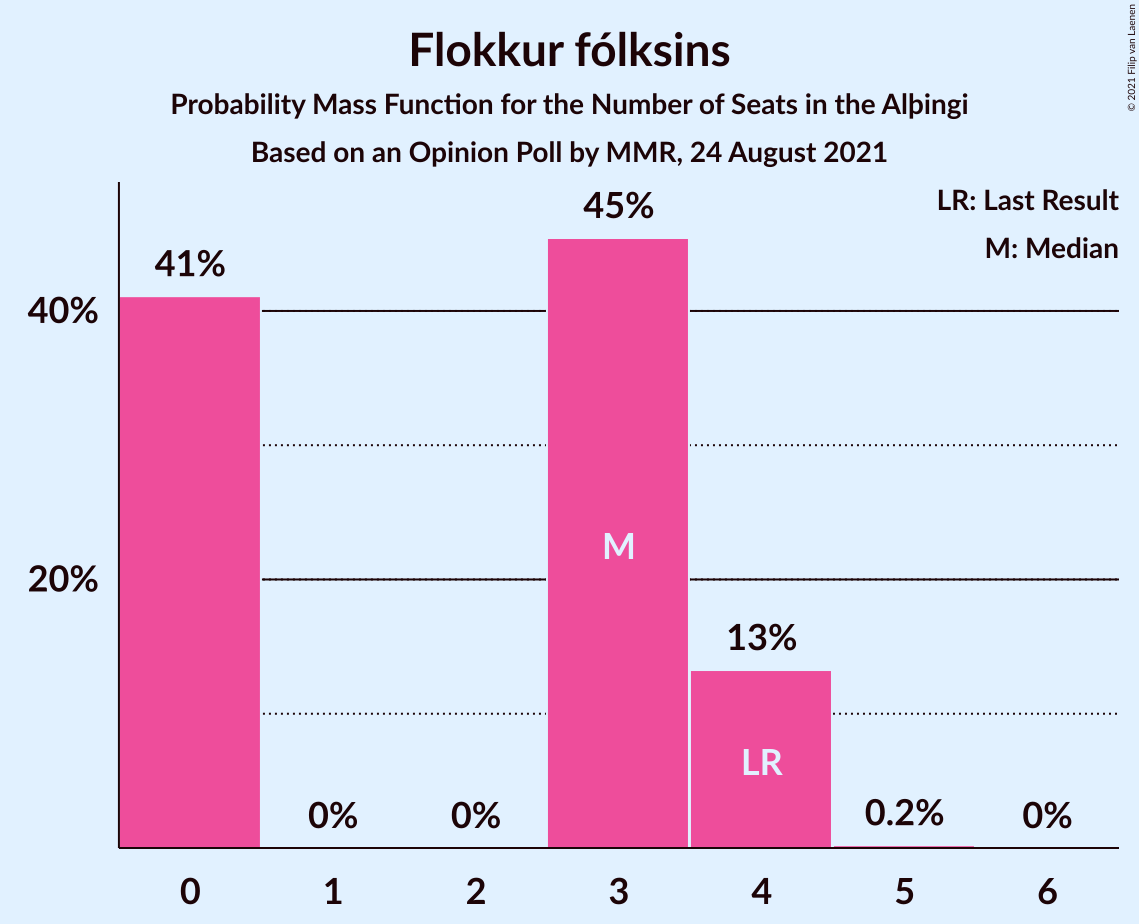 Flokkur fólksins
Probability Mass Function for the Number of Seats in the Alþingi
Based on an Opinion Poll by MMR, 24 August 2021
© 2021 Filip van Laenen
LR: Last Result
M: Median
45%
41%
40%
M
20%
13%
LR
0%
0%
0.2%
0%
0 1 2 3 4 5 6